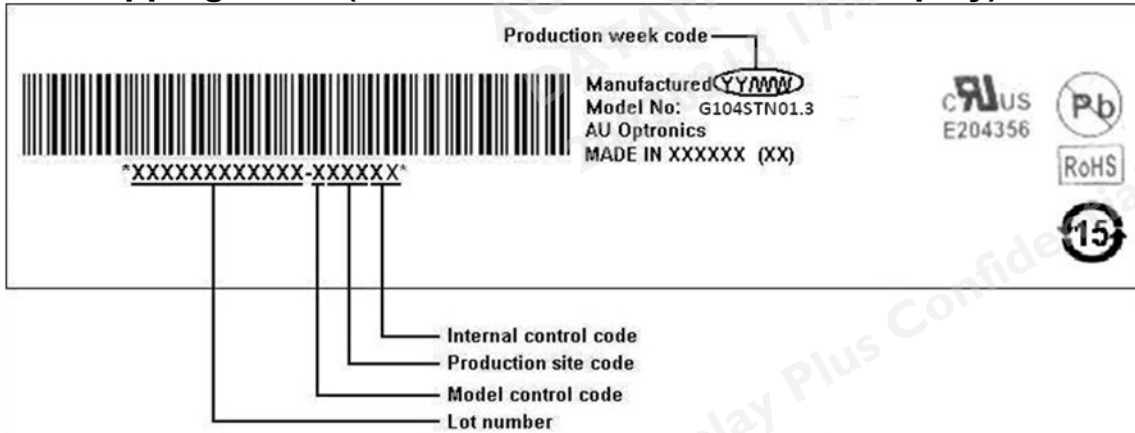 Production week code
Manufactured YY/WW
Model No: G104STN01.3
AU Optronics
MADE IN XXXXXX (XX)
*XXXXXXXXXXXX-XXXXXX*
C RU US
E204356
Pb
RoHS
15
Internal control code
Production site code
Model control code
Lot number